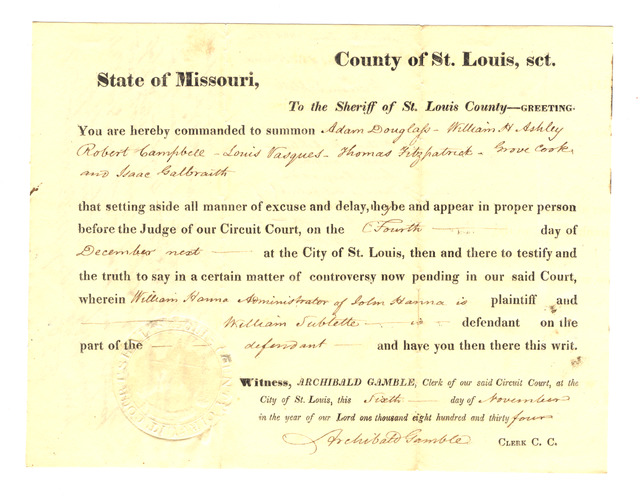 County of St. Louis, sct.
State of Missouri,
To the Sheriff of St. Louis County—GREETING.
You are hereby commanded to summon Adam Douglass - William H Ashley
Robert Campbell - Louis Vasques - Thomas Fitzpatrick - Grove Cook
and Isaac Galbraith
that setting aside all manner of excuse and delay, they be and appear in proper person
before the Judge of our Circuit Court, on the Fourth day of
December next at the City of St. Louis, then and there to testify and
the truth to say in a certain matter of controversy now pending in our said Court,
wherein William Hanna Administrator of John Hanna is plaintiff and
William Sublette is defendant on the
part of the defendant and have you then there this writ.
Witness, ARCHIBALD GAMBLE, Clerk of our said Circuit Court, at the
City of St. Louis, this Sixth day of November
in the year of our Lord one thousand eight hundred and thirty four
Archibald Gamble CLERK C. C.